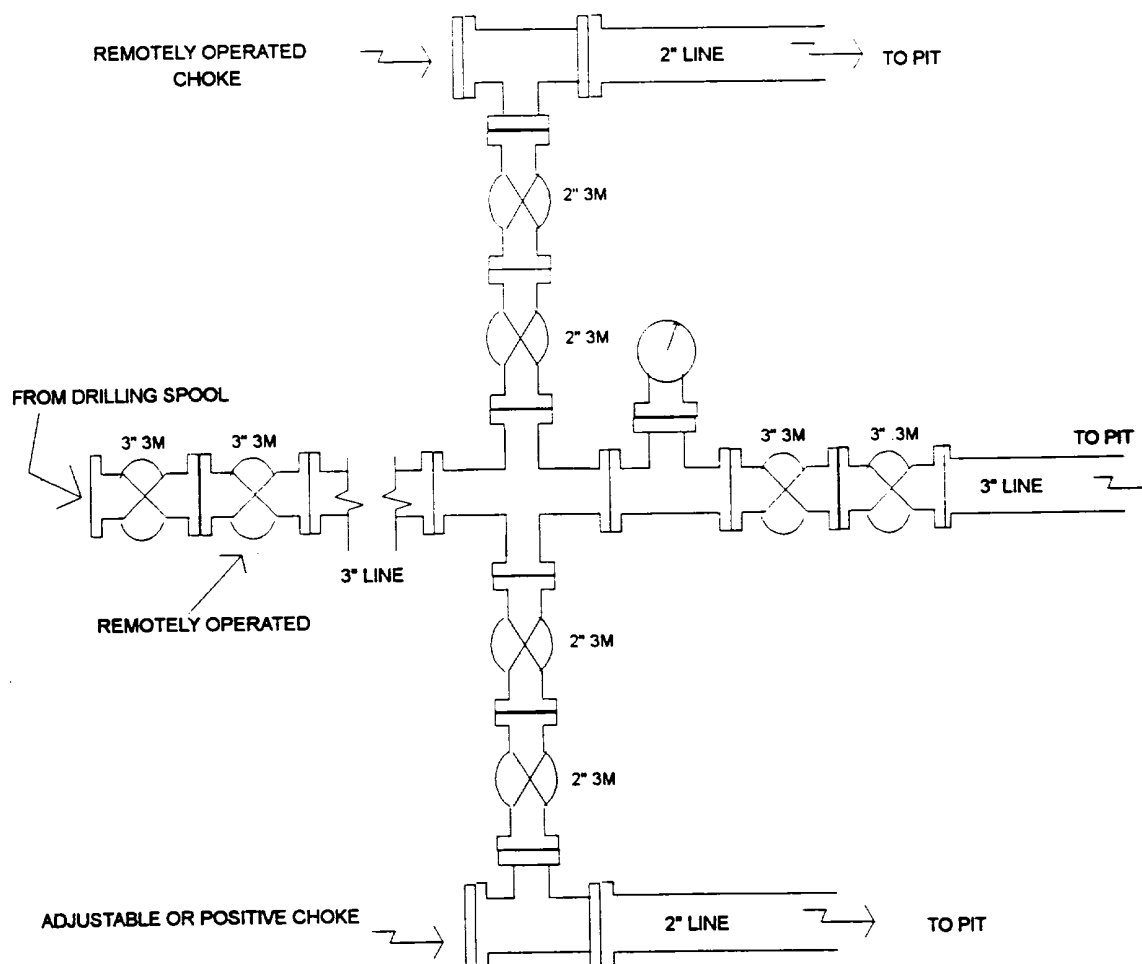 REMOTELY OPERATED
CHOKE
2" LINE
TO PIT
2" 3M
2" 3M
FROM DRILLING SPOOL
3" 3M
3" 3M
3" 3M
3" .3M
TO PIT
3" LINE
3" LINE
REMOTELY OPERATED
2" 3M
2" 3M
ADJUSTABLE OR POSITIVE CHOKE
2" LINE
TO PIT